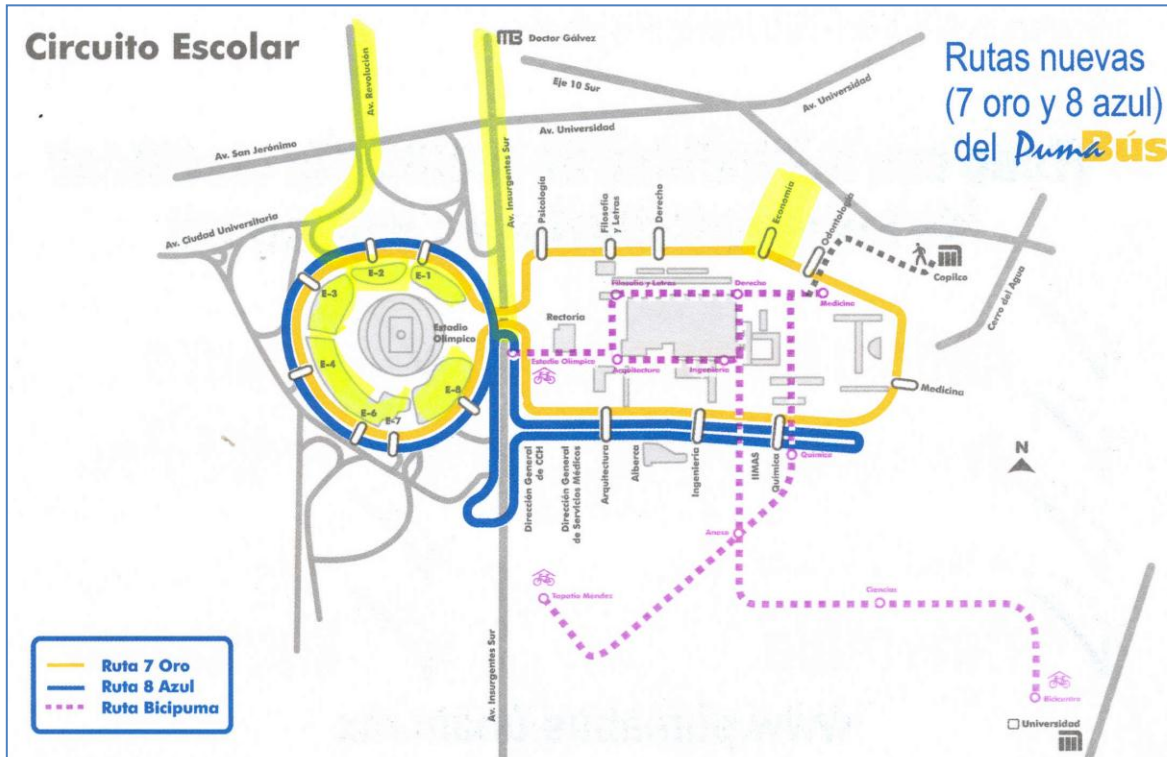 Circuito Escolar
Rutas nuevas
(7 oro y 8 azul)
del PumaBús
Doctor Gálvez
Av. Revolución
Eje 10 Sur
Av. Universidad
Av. Universidad
Av. San Jerónimo
Av. Insurgentes Sur
Av. Ciudad Universitaria
Psicología
Filosofía
y Letras
Derecho
Economía
Odontología
Copilco
Cerro del Agua
E-1
E-2
E-3
E-4
E-6
E-7
E-8
Estadio
Olímpico
Rectoría
Filosofía y Letras
Derecho
Medicina
Estadio Olímpico
Arquitectura
Ingeniería
Medicina
N
Dirección General
de CCH
Dirección General
de Servicios Médicos
Arquitectura
Alberca
Ingeniería
IIMAS
Química
Química
Anexo
Tapatío Méndez
Ciencias
Bicicentro
Universidad
Av. Insurgentes Sur
Ruta 7 Oro
Ruta 8 Azul
Ruta Bicipuma